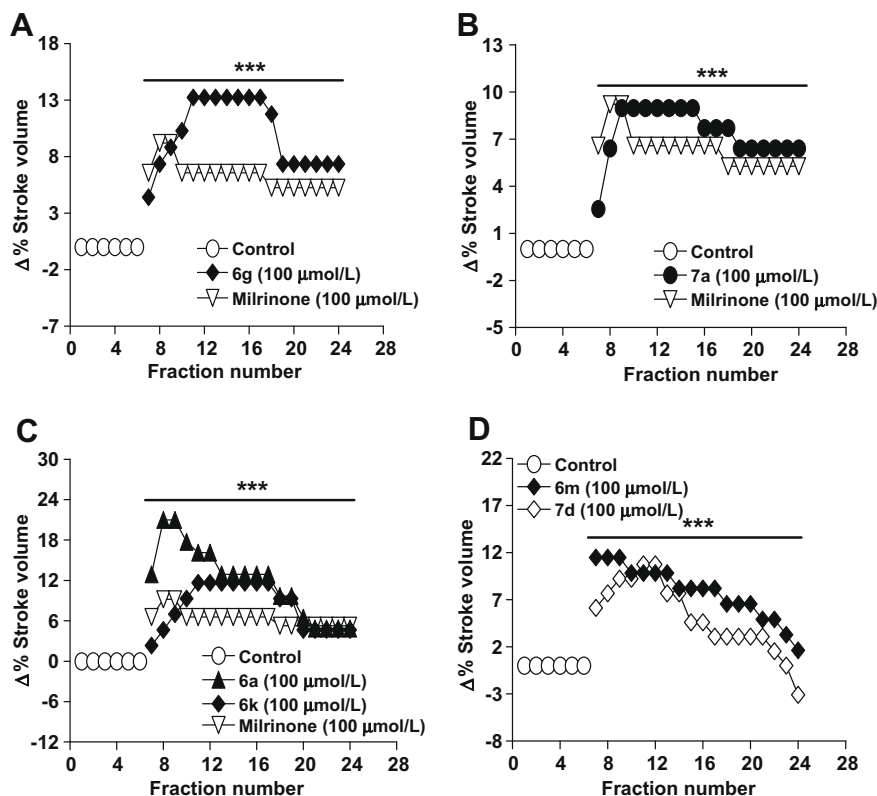 A
Δ% Stroke volume
18
13
8
3
-2
-7
***
Control
6g (100 μmol/L)
Milrinone (100 μmol/L)
0 4 8 12 16 20 24 28
Fraction number
B
Δ% Stroke volume
13
10
7
4
1
-2
-5
***
Control
7a (100 μmol/L)
Milrinone (100 μmol/L)
0 4 8 12 16 20 24 28
Fraction number
C
Δ% Stroke volume
30
24
18
12
6
0
-6
-12
***
Control
6a (100 μmol/L)
6k (100 μmol/L)
Milrinone (100 μmol/L)
0 4 8 12 16 20 24 28
Fraction number
D
Δ% Stroke volume
22
17
12
7
2
-3
-8
Control
6m (100 μmol/L)
7d (100 μmol/L)
***
0 4 8 12 16 20 24 28
Fraction number